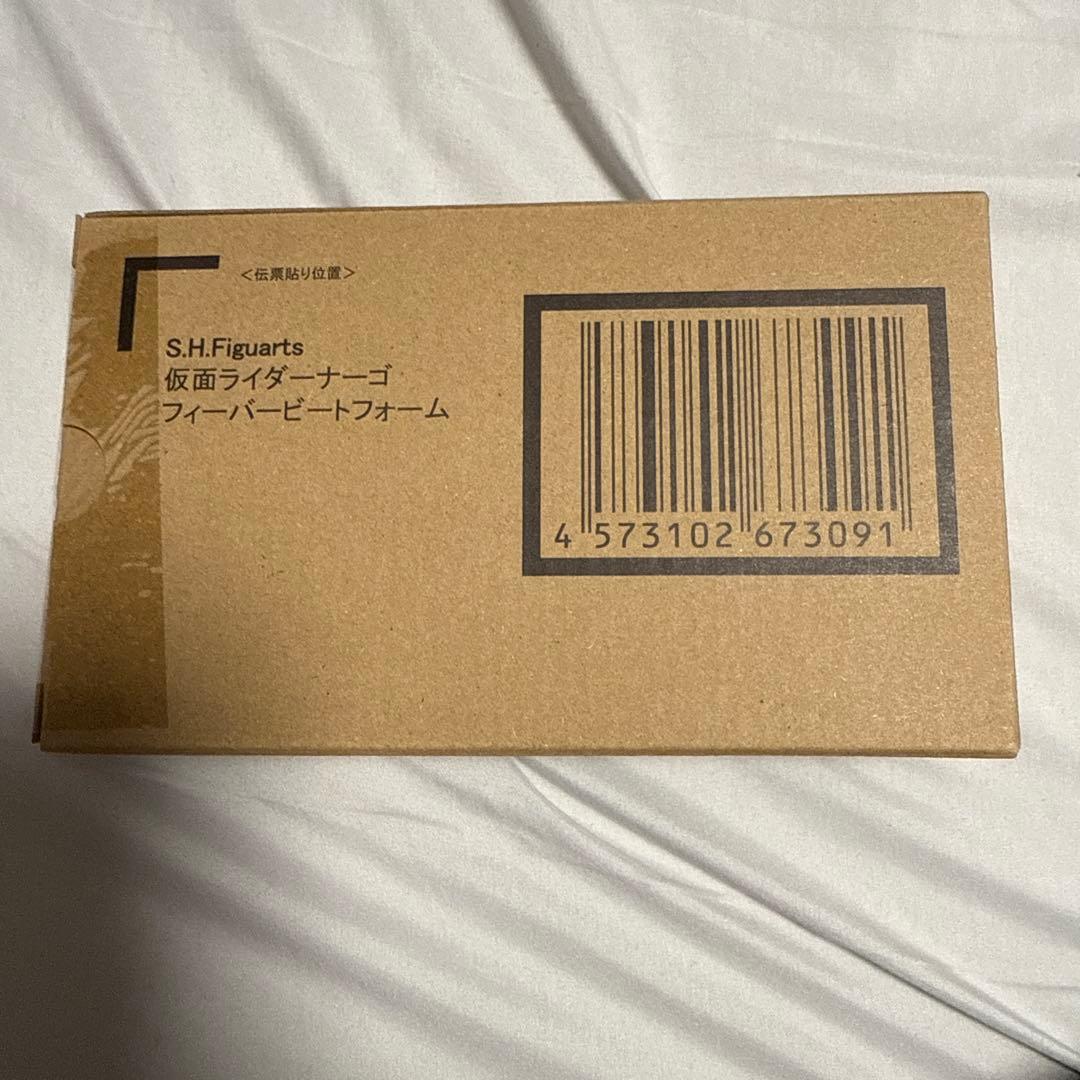 ＜伝票貼り位置＞
S.H.Figuarts
仮面ライダーナーゴ
フィーバービートフォーム
4 573102 673091